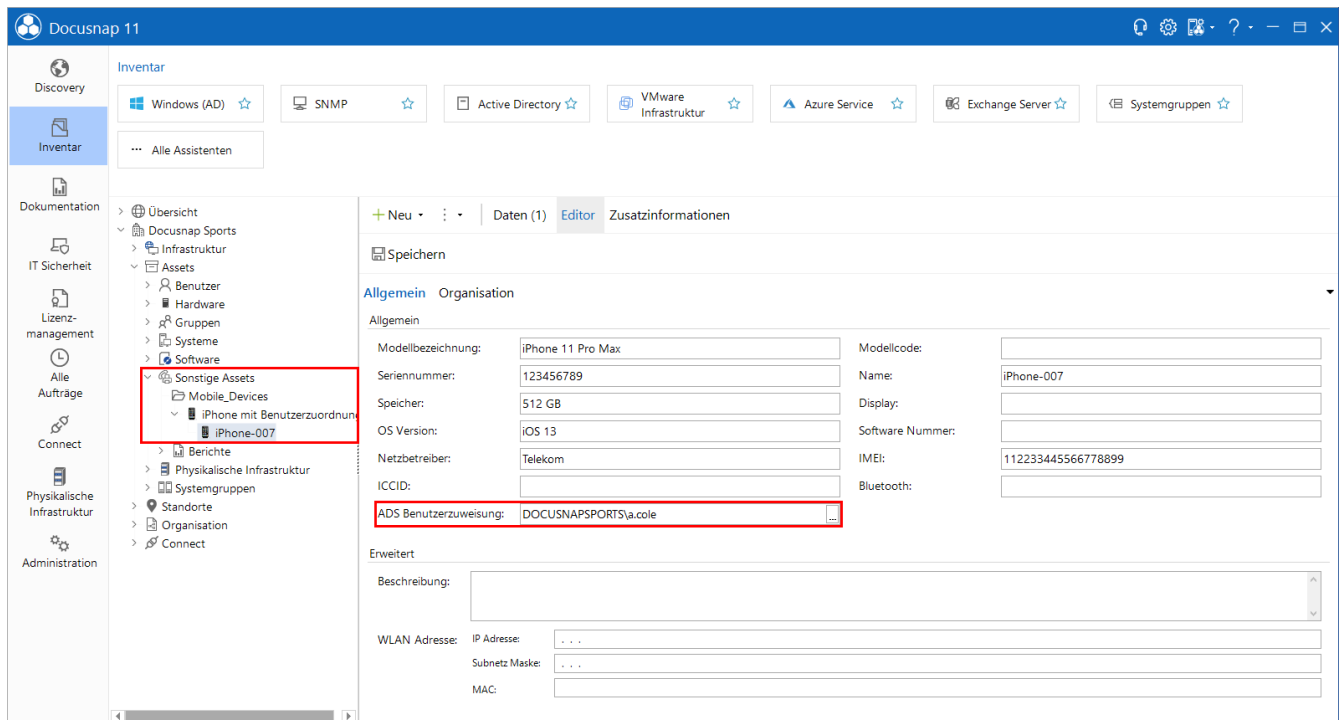 Docusnap 11
Discovery
Inventar
Dokumentation
IT Sicherheit
Lizenz-
management
Alle
Aufträge
Connect
Physikalische
Infrastruktur
Administration
Inventar
Windows (AD)
SNMP
Active Directory
VMware
Infrastruktur
Azure Service
Exchange Server
Systemgruppen
Alle Assistenten
Übersicht
Docusnap Sports
Infrastruktur
Assets
Benutzer
Hardware
Gruppen
Systeme
Software
Sonstige Assets
Mobile_Devices
iPhone mit Benutzerzuordnung
iPhone-007
Berichte
Physikalische Infrastruktur
Systemgruppen
Standorte
Organisation
Connect
Neu Daten (1) Editor Zusatzinformationen
Speichern
Allgemein Organisation
Allgemein
Modellbezeichnung: iPhone 11 Pro Max Modellcode:
Seriennummer: 123456789 Name: iPhone-007
Speicher: 512 GB Display:
OS Version: iOS 13 Software Nummer:
Netzbetreiber: Telekom IMEI: 112233445566778899
ICCID: Bluetooth:
ADS Benutzerzuweisung: DOCUSNAPSPORTS\a.cole ...
Erweitert
Beschreibung:
WLAN Adresse: IP Adresse: . . .
Subnetz Maske: . . .
MAC: